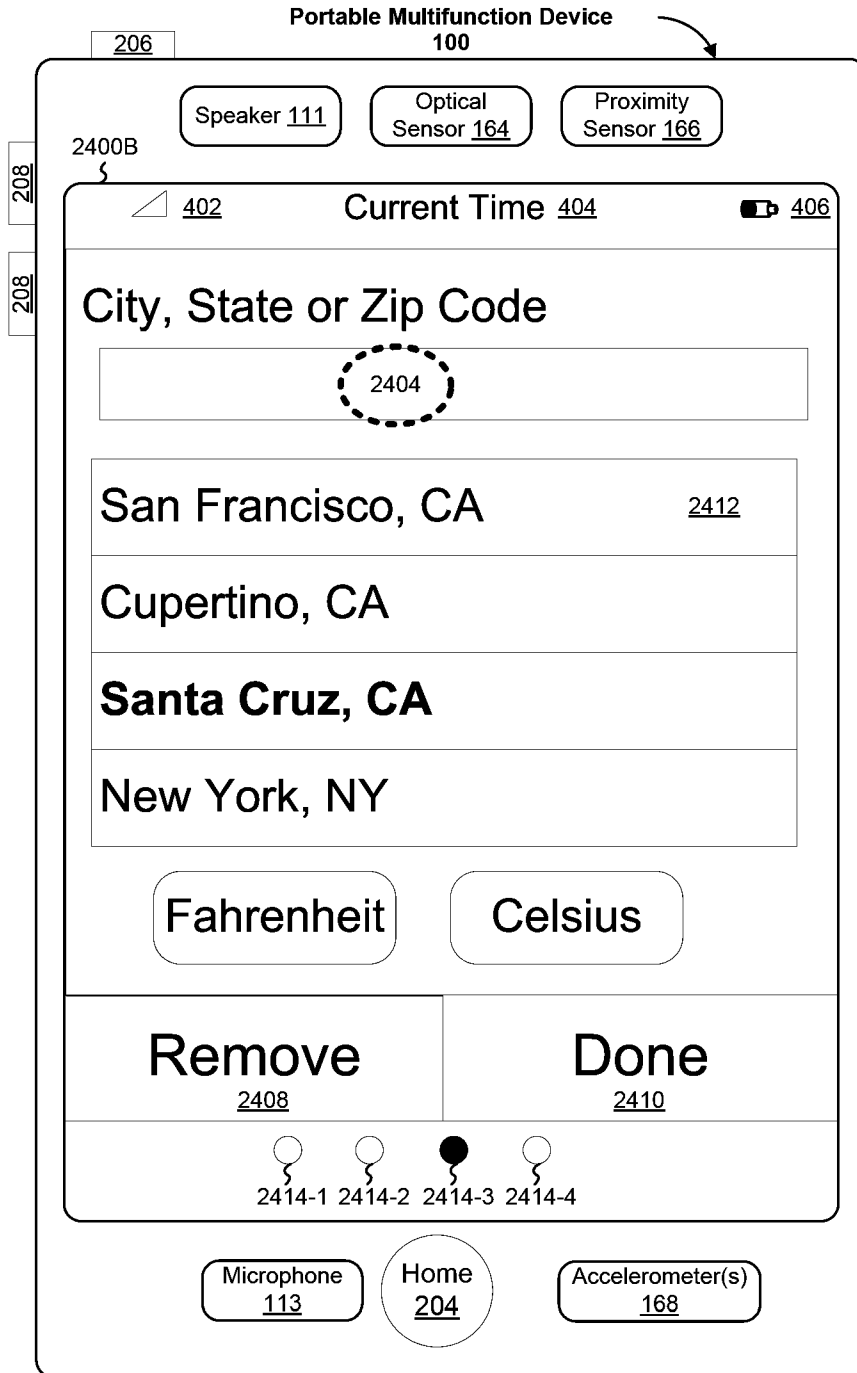 Portable Multifunction Device
100
206
Speaker 111
Optical
Sensor 164
Proximity
Sensor 166
2400B
208
402
Current Time 404
406
208
City, State or Zip Code
2404
San Francisco, CA 2412
Cupertino, CA
Santa Cruz, CA
New York, NY
Fahrenheit
Celsius
Remove
2408
Done
2410
2414-1 2414-2 2414-3 2414-4
Microphone
113
Home
204
Accelerometer(s)
168